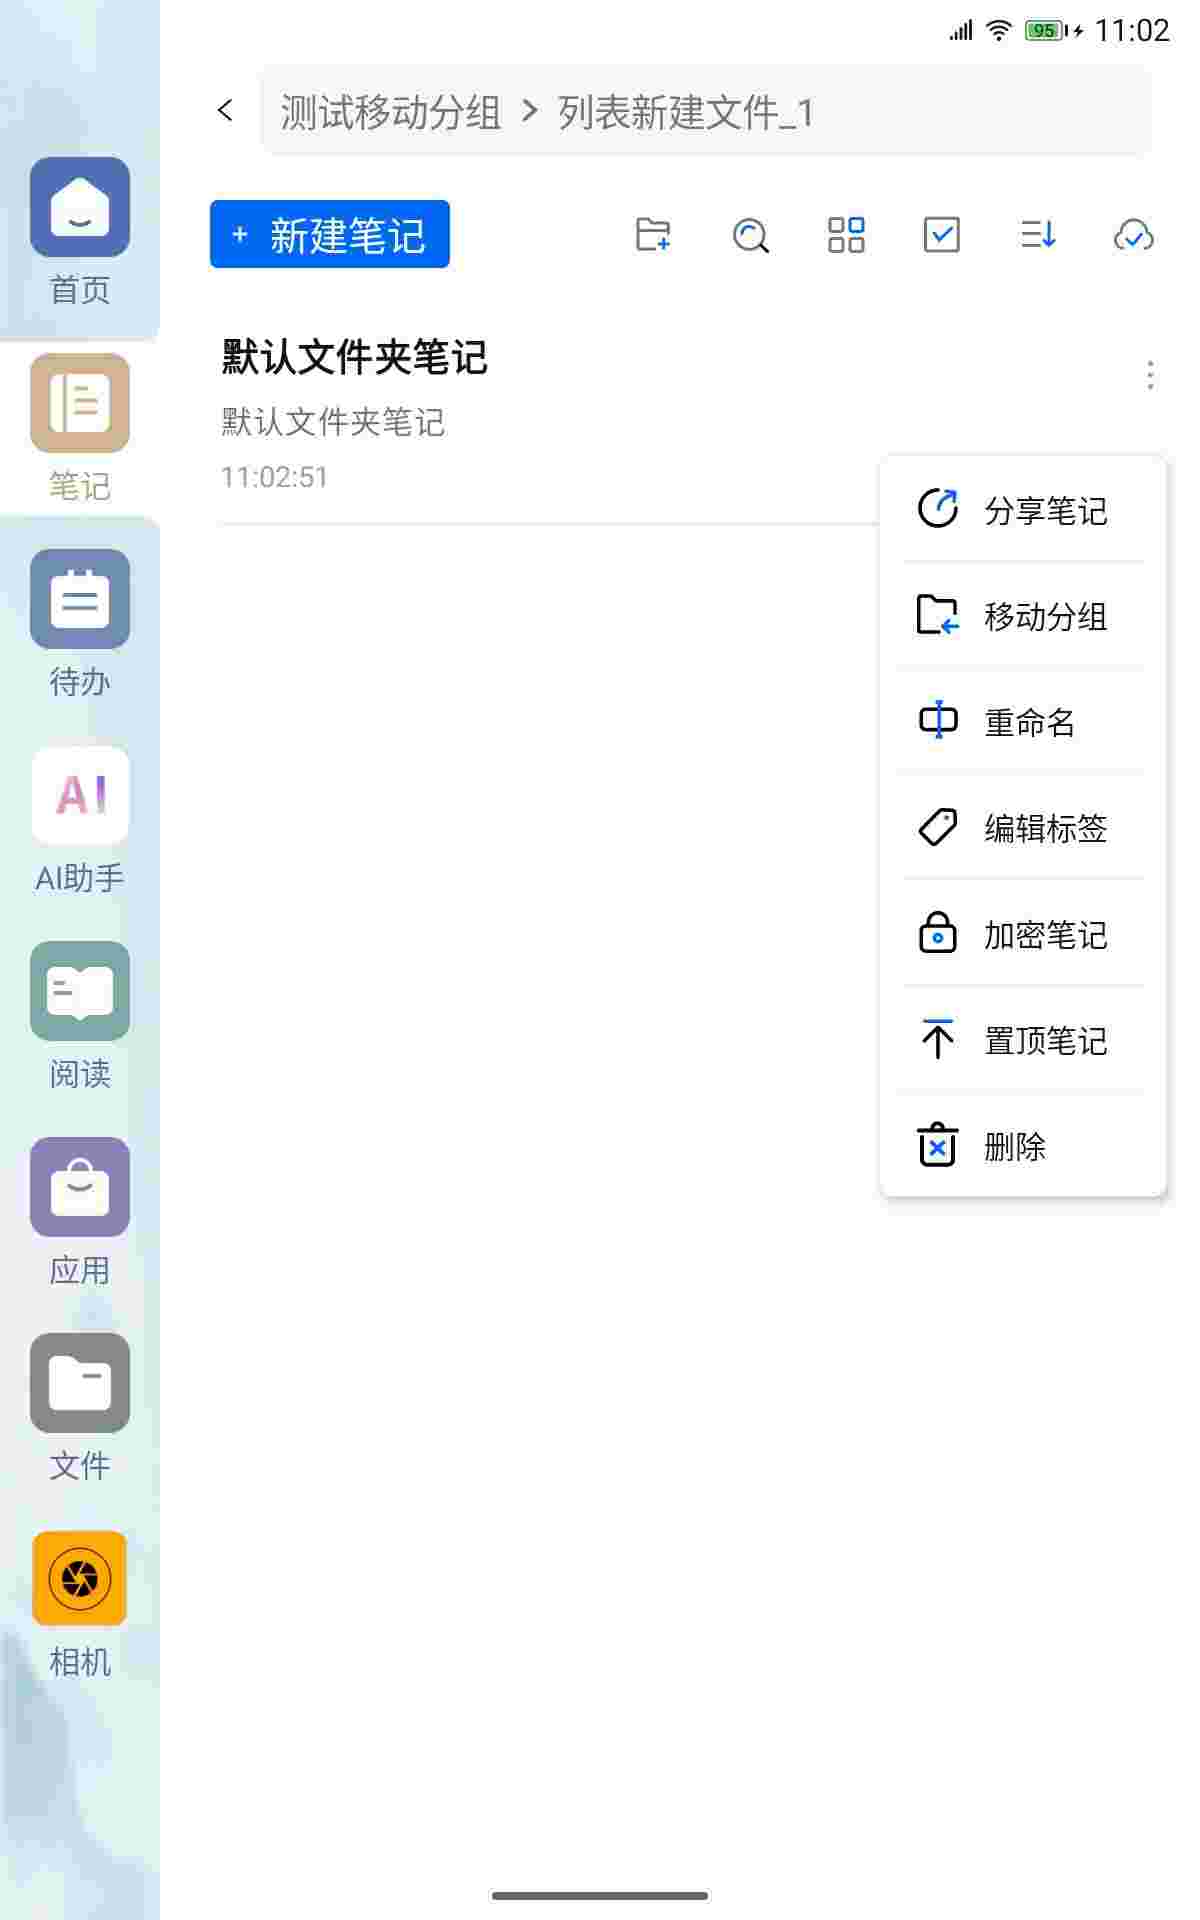 95 11:02
测试移动分组 > 列表新建文件_1
+ 新建笔记
默认文件夹笔记
默认文件夹笔记
11:02:51
分享笔记
移动分组
重命名
编辑标签
加密笔记
置顶笔记
删除
首页
笔记
待办
AI
AI助手
阅读
应用
文件
相机